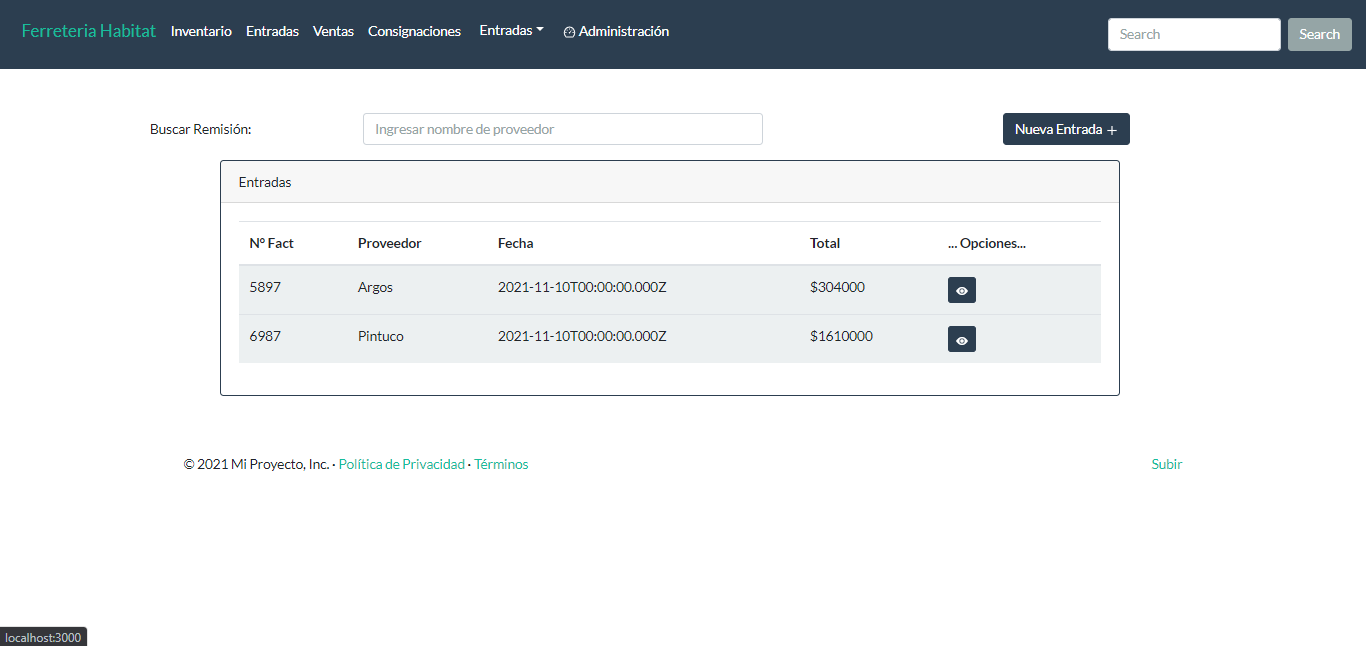 Ferreteria Habitat Inventario Entradas Ventas Consignaciones Entradas Administración Search Search
Buscar Remisión: Ingresar nombre de proveedor Nueva Entrada +
Entradas
Nº Fact Proveedor Fecha Total ... Opciones...
5897 Argos 2021-11-10T00:00:00.000Z $304000
6987 Pintuco 2021-11-10T00:00:00.000Z $1610000
© 2021 Mi Proyecto, Inc. · Política de Privacidad · Términos Subir
localhost:3000